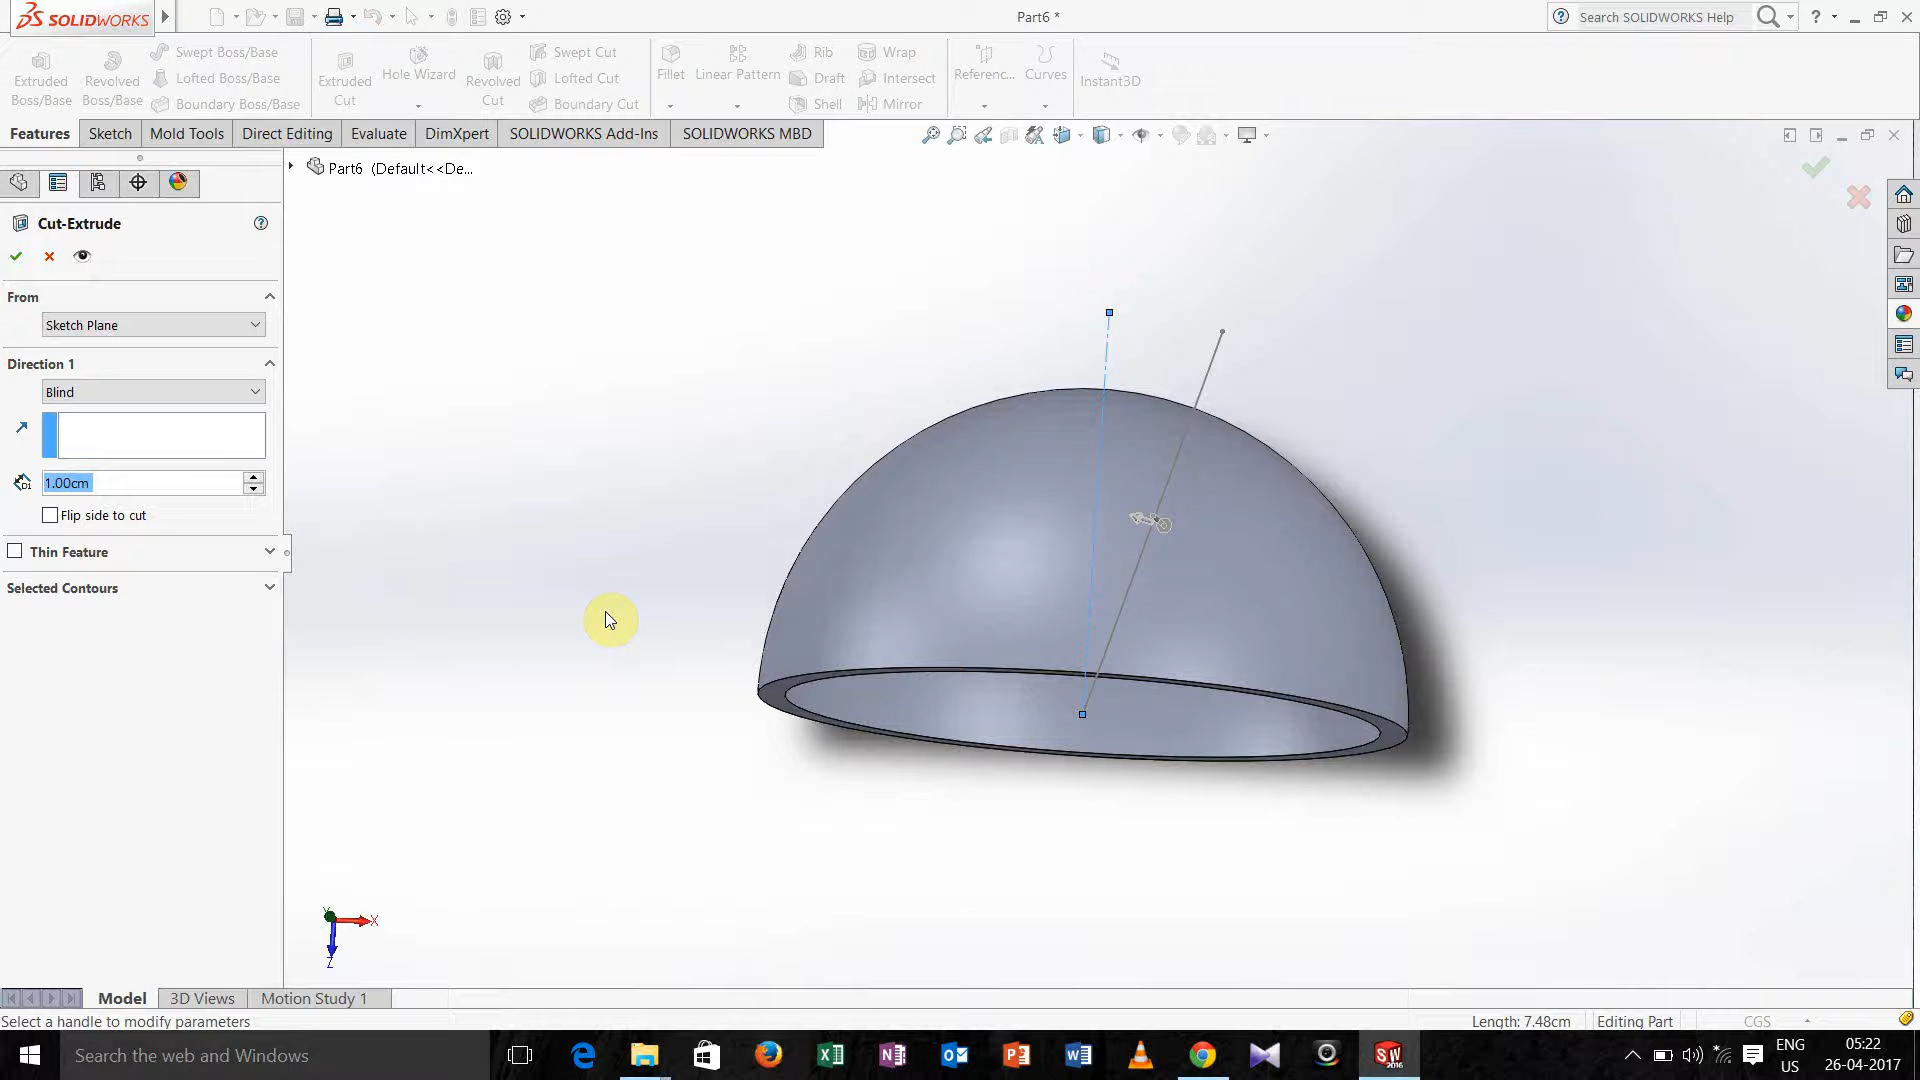 SOLIDWORKS
Part6 *
Search SOLIDWORKS Help
Extruded Boss/Base
Revolved Boss/Base
Swept Boss/Base
Lofted Boss/Base
Boundary Boss/Base
Extruded Cut
Hole Wizard
Revolved Cut
Swept Cut
Lofted Cut
Boundary Cut
Fillet
Linear Pattern
Rib
Draft
Shell
Wrap
Intersect
Mirror
Referenc...
Curves
Instant3D
Features
Sketch
Mold Tools
Direct Editing
Evaluate
DimXpert
SOLIDWORKS Add-Ins
SOLIDWORKS MBD
Part6 (Default<<De...
Cut-Extrude
From
Sketch Plane
Direction 1
Blind
D1
1.00cm
Flip side to cut
Thin Feature
Selected Contours
Y
X
Z
Model
3D Views
Motion Study 1
Select a handle to modify parameters
Length: 7.48cm
Editing Part
CGS
Search the web and Windows
SW 2016
ENG
US
05:22
26-04-2017